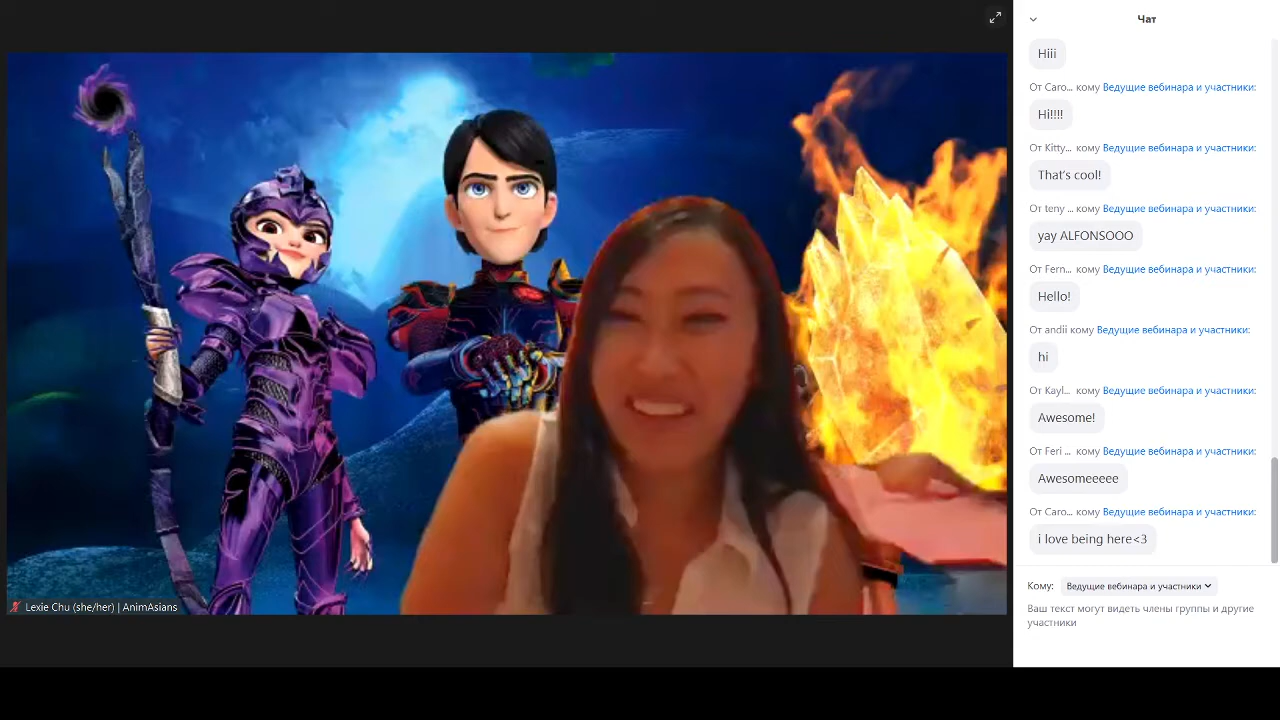 Чат
Hiii
От Caro... кому Ведущие вебинара и участники:
Hi!!!!
От Kitty... кому Ведущие вебинара и участники:
That's cool!
От teny ... кому Ведущие вебинара и участники:
yay ALFONSOOO
От Fern... кому Ведущие вебинара и участники:
Hello!
От andii кому Ведущие вебинара и участники:
hi
От Kayl... кому Ведущие вебинара и участники:
Awesome!
От Feri ... кому Ведущие вебинара и участники:
Awesomeeeee
От Caro... кому Ведущие вебинара и участники:
i love being here<3
Кому: Ведущие вебинара и участники
Ваш текст могут видеть члены группы и другие
участники
Lexie Chu (she/her) | AnimAsians